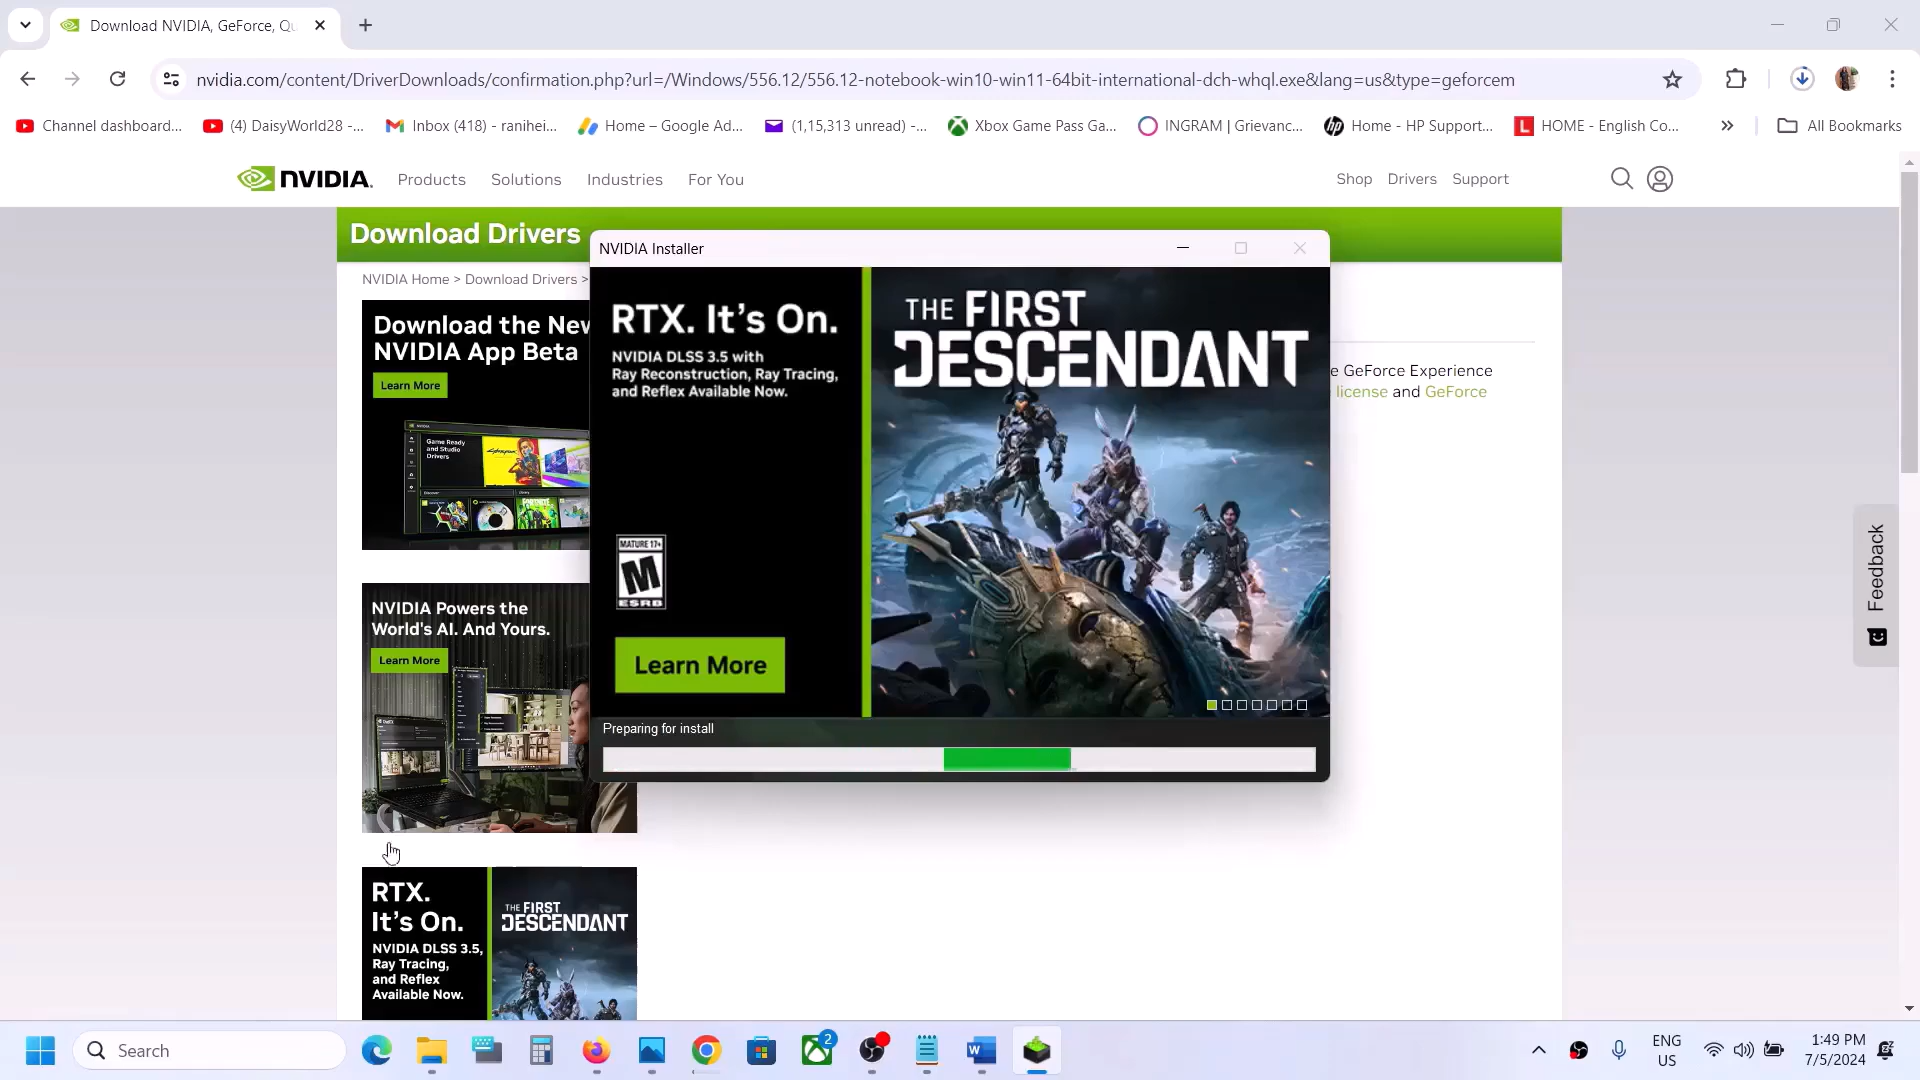 Download NVIDIA, GeForce, Qu
nvidia.com/content/DriverDownloads/confirmation.php?url=/Windows/556.12/556.12-notebook-win10-win11-64bit-international-dch-whql.exe&lang=us&type=geforcem
Channel dashboard...
(4) DaisyWorld28 -...
Inbox (418) - ranihei...
Home – Google Ad...
(1,15,313 unread) -...
Xbox Game Pass Ga...
INGRAM | Grievanc...
Home - HP Support...
HOME - English Co...
All Bookmarks
NVIDIA.
Products
Solutions
Industries
For You
Shop
Drivers
Support
Download Drivers
NVIDIA Home > Download Drivers >
Download the New
NVIDIA App Beta
Learn More
NVIDIA Installer
RTX. It's On.
NVIDIA DLSS 3.5 with
Ray Reconstruction, Ray Tracing,
and Reflex Available Now.
THE FIRST
DESCENDANT
MATURE 17+
M
ESRB
Learn More
Preparing for install
e GeForce Experience
license and GeForce
Feedback
NVIDIA Powers the
World's AI. And Yours.
Learn More
RTX.
It's On.
NVIDIA DLSS 3.5,
Ray Tracing,
and Reflex
Available Now.
THE FIRST
DESCENDANT
Search
2
ENG
US
1:49 PM
7/5/2024